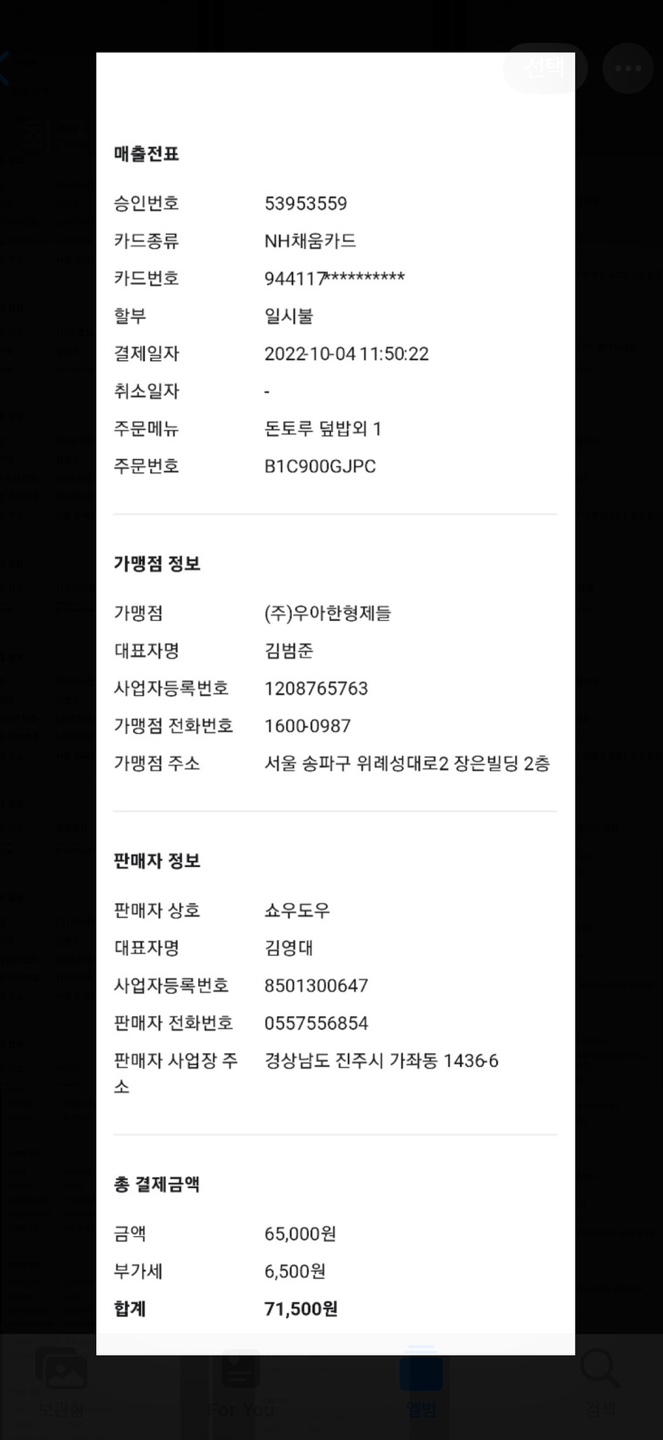 선택
매출전표
승인번호 53953559
카드종류 NH채움카드
카드번호 944117**********
할부 일시불
결제일자 2022-10-04 11:50:22
취소일자 -
주문메뉴 돈토루 덮밥외 1
주문번호 B1C900GJPC
가맹점 정보
가맹점 (주)우아한형제들
대표자명 김범준
사업자등록번호 1208765763
가맹점 전화번호 1600-0987
가맹점 주소 서울 송파구 위례성대로2 장은빌딩 2층
판매자 정보
판매자 상호 쇼우도우
대표자명 김영대
사업자등록번호 8501300647
판매자 전화번호 0557556854
판매자 사업장 주 경상남도 진주시 가좌동 1436-6
소
총 결제금액
금액 65,000원
부가세 6,500원
합계 71,500원
보관함 For You 앨범 검색